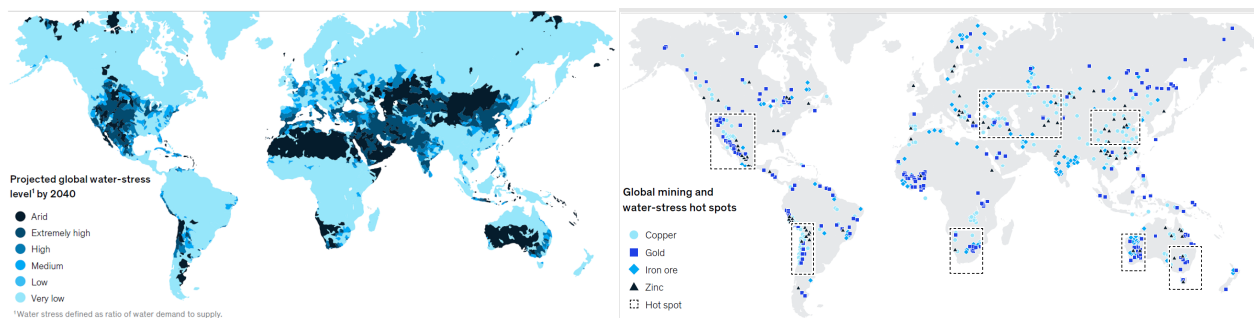 Projected global water-stress
level¹ by 2040
Arid
Extremely high
High
Medium
Low
Very low
¹Water stress defined as ratio of water demand to supply.
Global mining and
water-stress hot spots
Copper
Gold
Iron ore
Zinc
Hot spot